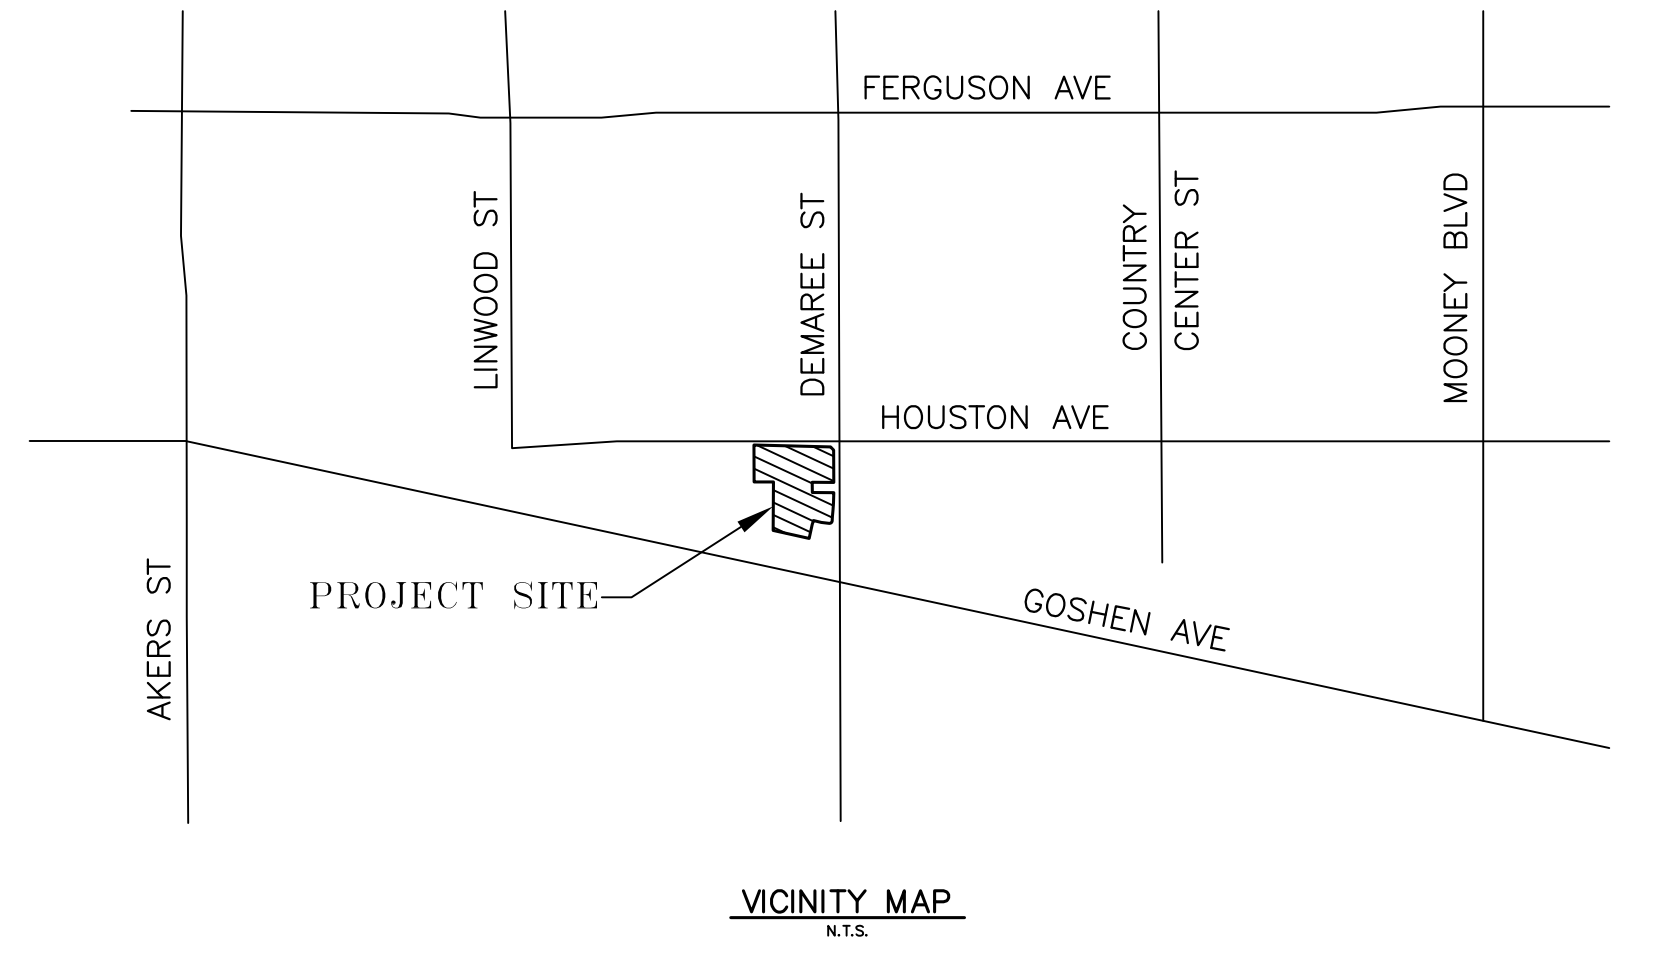 FERGUSON AVE
LINWOOD ST
DEMAREE ST
COUNTRY
CENTER ST
MOONEY BLVD
HOUSTON AVE
AKERS ST
PROJECT SITE
GOSHEN AVE
VICINITY MAP
N.T.S.